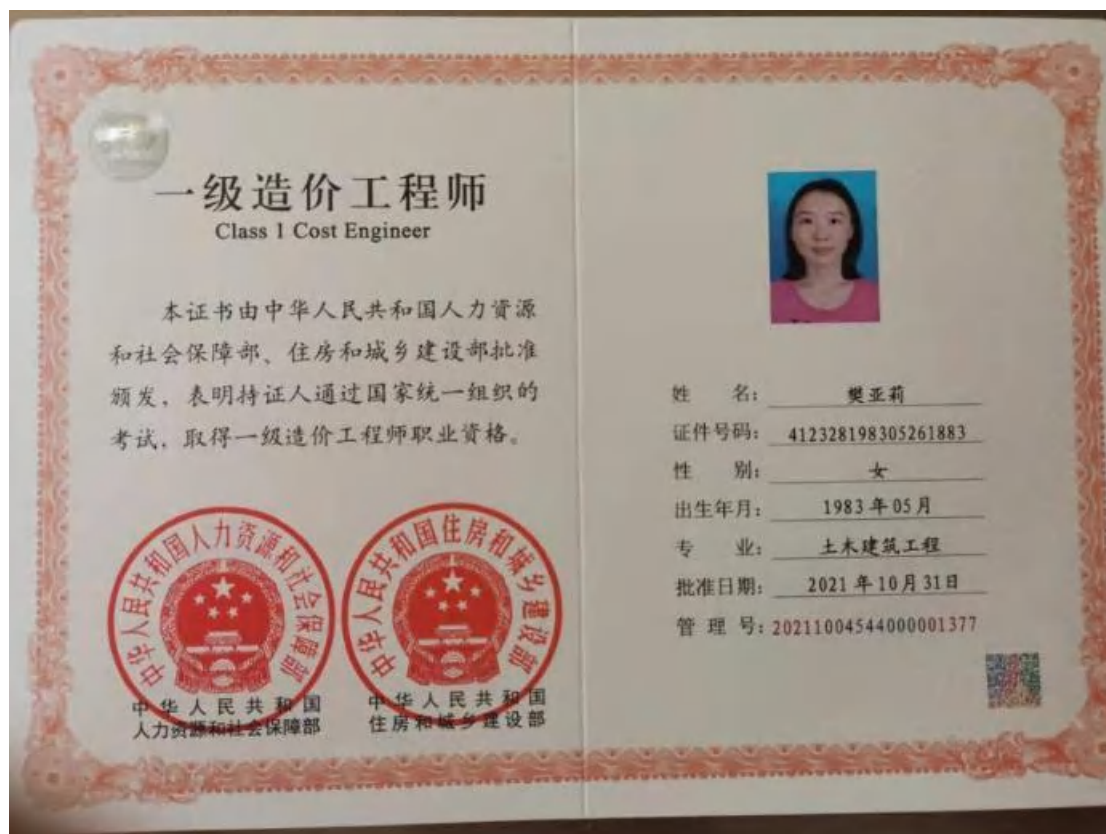 一级造价工程师
Class 1 Cost Engineer
本证书由中华人民共和国人力资源
和社会保障部、住房和城乡建设部批准
颁发，表明持证人通过国家统一组织的
考试，取得一级造价工程师职业资格。
中华人民共和国人力资源和社会保障部
中华人民共和国
人力资源和社会保障部
中华人民共和国住房和城乡建设部
中华人民共和国
住房和城乡建设部
姓 名：樊亚莉
证件号码：412328198305261883
性 别：女
出生年月：1983年05月
专 业：土木建筑工程
批准日期：2021年10月31日
管 理 号：20211004544000001377